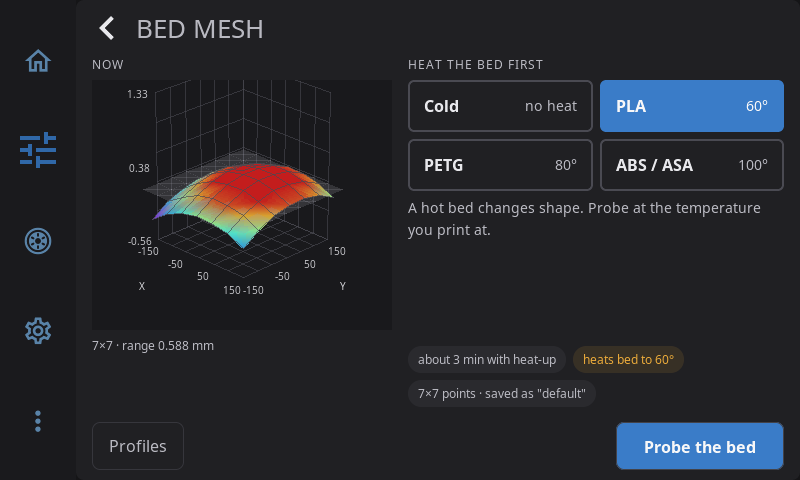 BED MESH
NOW
1.33
0.38
-0.56
-150
-50
50
150
-150
-50
50
150
X
Y
7×7 · range 0.588 mm
HEAT THE BED FIRST
Cold no heat
PLA 60°
PETG 80°
ABS / ASA 100°
A hot bed changes shape. Probe at the temperature
you print at.
about 3 min with heat-up
heats bed to 60°
7×7 points · saved as "default"
Profiles
Probe the bed